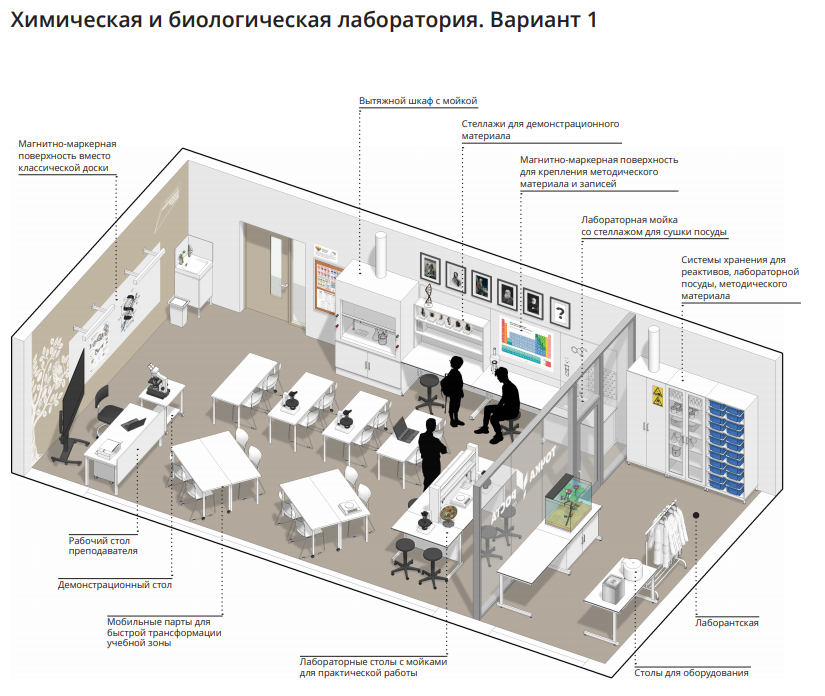 Химическая и биологическая лаборатория. Вариант 1
Вытяжной шкаф с мойкой
Стеллажи для демонстрационного
материала
Магнитно-маркерная
поверхность вместо
классической доски
Магнитно-маркерная поверхность
для крепления методического
материала и записей
Лабораторная мойка
со стеллажом для сушки посуды
Системы хранения для
реактивов, лабораторной
посуды, методического
материала
?
ТОЧКА
РОСТА
Рабочий стол
преподавателя
Демонстрационный стол
Мобильные парты для
быстрой трансформации
учебной зоны
Лаборантская
Лабораторные столы с мойками
для практической работы
Столы для оборудования